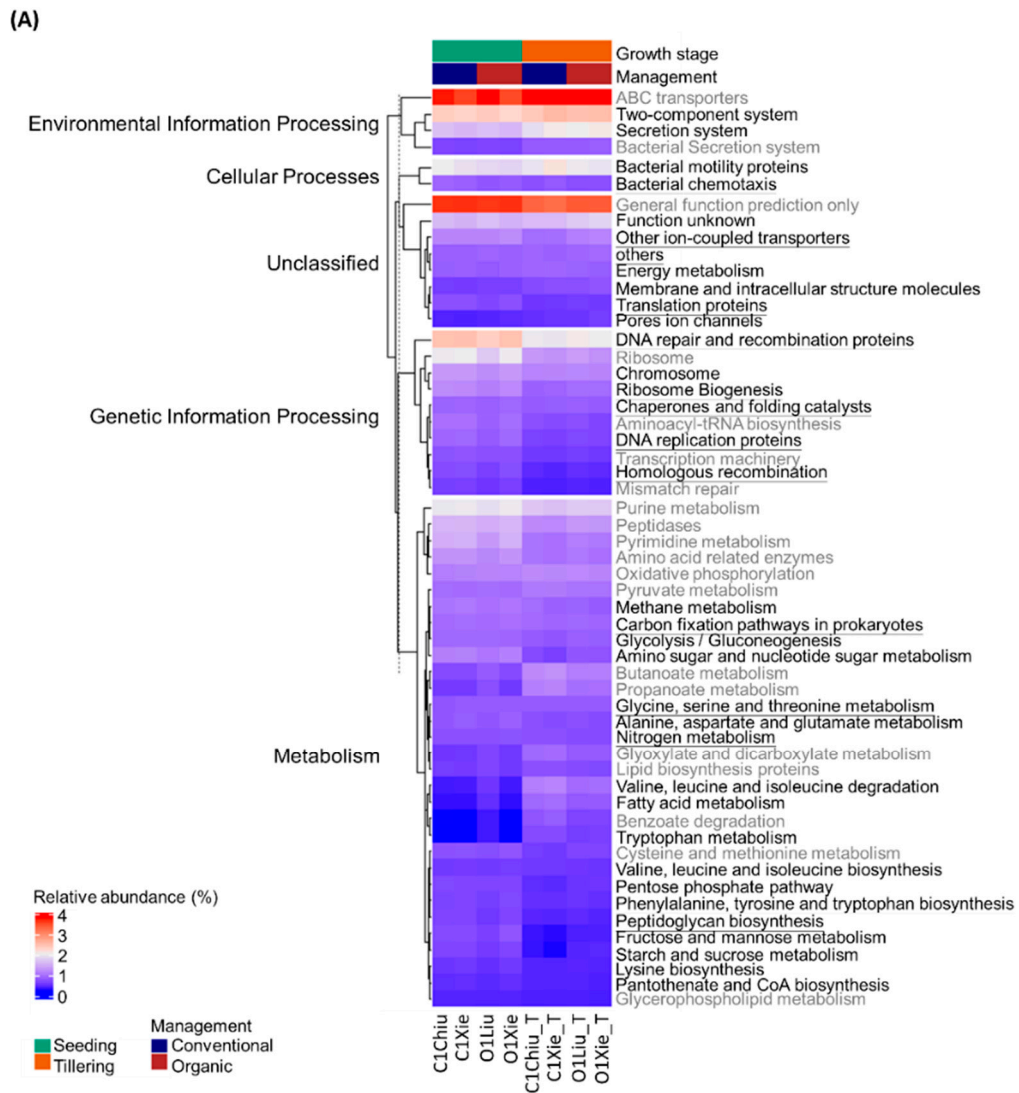 (A)
Growth stage
Management
Environmental Information Processing
ABC transporters
Two-component system
Secretion system
Bacterial Secretion system
Cellular Processes
Bacterial motility proteins
Bacterial chemotaxis
Unclassified
General function prediction only
Function unknown
Other ion-coupled transporters
others
Energy metabolism
Membrane and intracellular structure molecules
Translation proteins
Pores ion channels
Genetic Information Processing
DNA repair and recombination proteins
Ribosome
Chromosome
Ribosome Biogenesis
Chaperones and folding catalysts
Aminoacyl-tRNA biosynthesis
DNA replication proteins
Transcription machinery
Homologous recombination
Mismatch repair
Metabolism
Purine metabolism
Peptidases
Pyrimidine metabolism
Amino acid related enzymes
Oxidative phosphorylation
Pyruvate metabolism
Methane metabolism
Carbon fixation pathways in prokaryotes
Glycolysis / Gluconeogenesis
Amino sugar and nucleotide sugar metabolism
Butanoate metabolism
Propanoate metabolism
Glycine, serine and threonine metabolism
Alanine, aspartate and glutamate metabolism
Nitrogen metabolism
Glyoxylate and dicarboxylate metabolism
Lipid biosynthesis proteins
Valine, leucine and isoleucine degradation
Fatty acid metabolism
Benzoate degradation
Tryptophan metabolism
Cysteine and methionine metabolism
Valine, leucine and isoleucine biosynthesis
Pentose phosphate pathway
Phenylalanine, tyrosine and tryptophan biosynthesis
Peptidoglycan biosynthesis
Fructose and mannose metabolism
Starch and sucrose metabolism
Lysine biosynthesis
Pantothenate and CoA biosynthesis
Glycerophospholipid metabolism
Relative abundance (%)
4
3
2
1
0
Seeding
Tillering
Management
Conventional
Organic
C1Chiu
C1Xie
O1Liu
O1Xie
C1Chiu_T
C1Xie_T
O1Liu_T
O1Xie_T